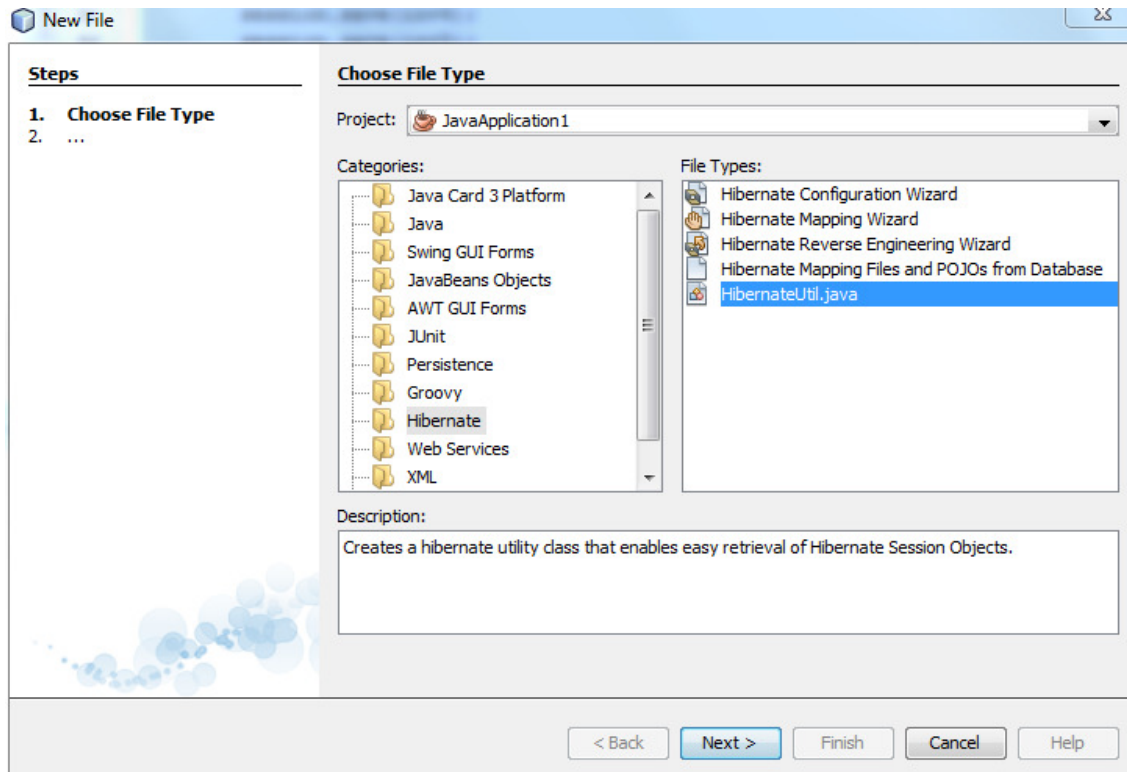 New File
Steps
1. Choose File Type
2. ...
Choose File Type
Project: JavaApplication1
Categories:
Java Card 3 Platform
Java
Swing GUI Forms
JavaBeans Objects
AWT GUI Forms
JUnit
Persistence
Groovy
Hibernate
Web Services
XML
File Types:
Hibernate Configuration Wizard
Hibernate Mapping Wizard
Hibernate Reverse Engineering Wizard
Hibernate Mapping Files and POJOs from Database
HibernateUtil.java
Description:
Creates a hibernate utility class that enables easy retrieval of Hibernate Session Objects.
< Back Next > Finish Cancel Help